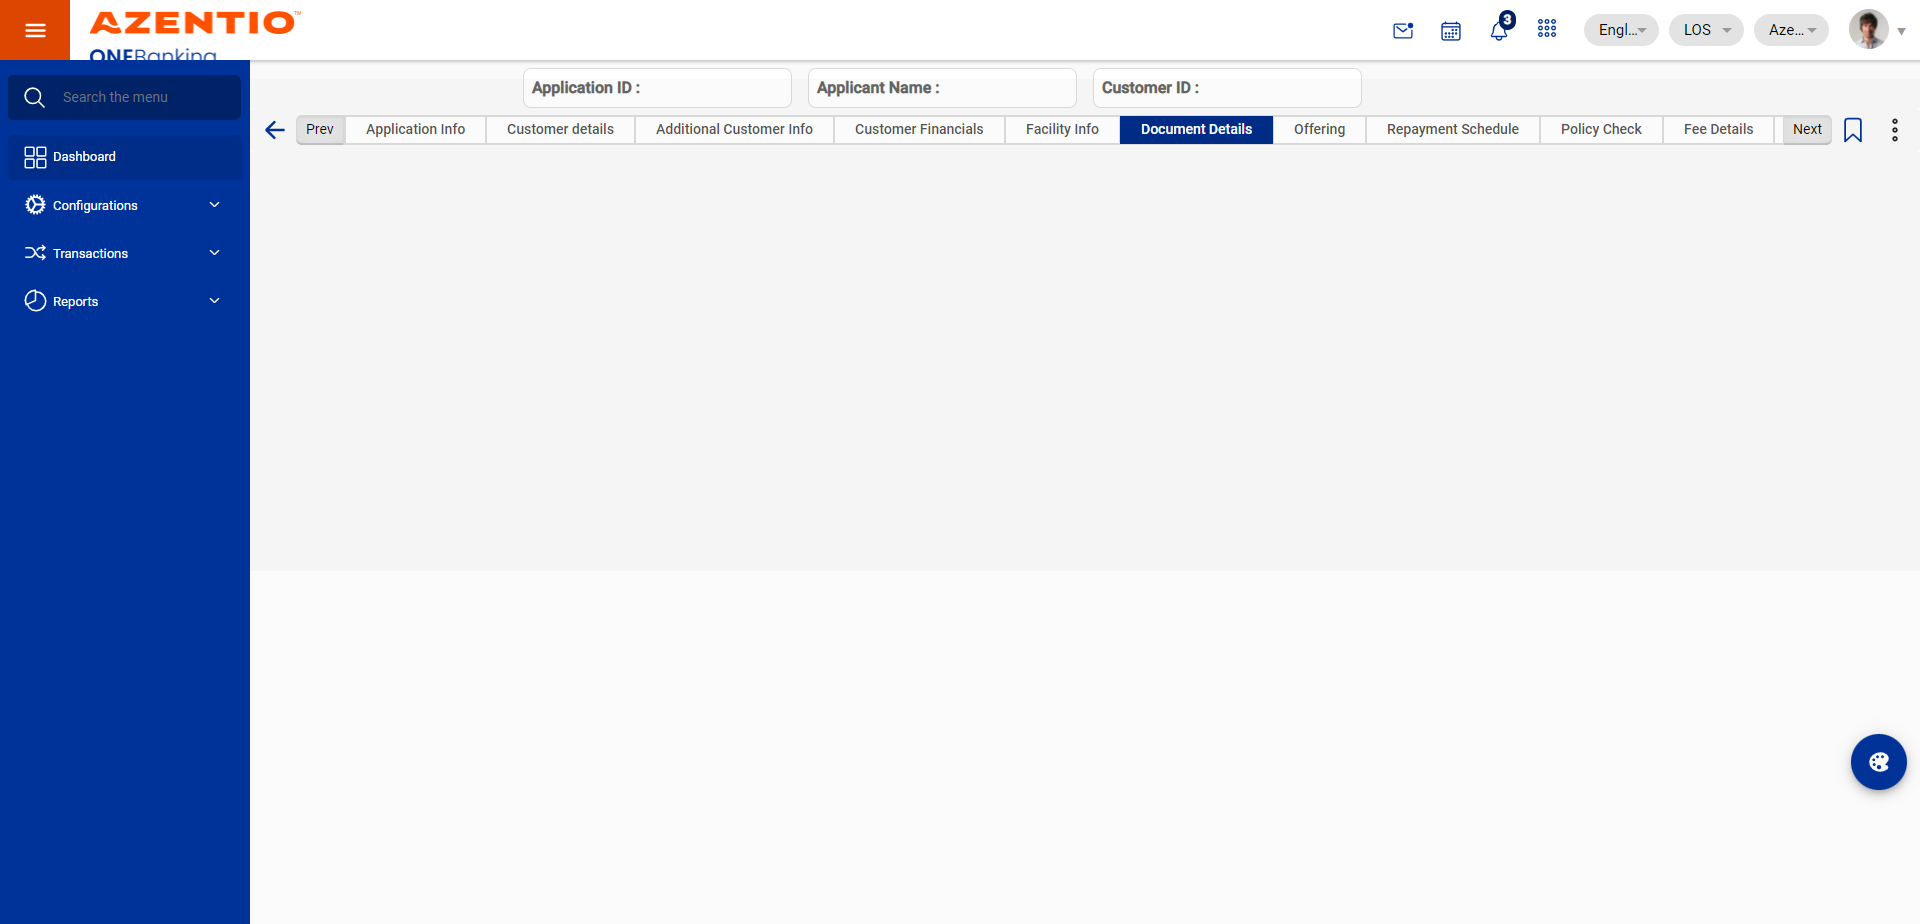 AZENTIO™
ONEBanking
3
Engl...
LOS
Aze...
Search the menu
Dashboard
Configurations
Transactions
Reports
Application ID :
Applicant Name :
Customer ID :
Prev
Application Info
Customer details
Additional Customer Info
Customer Financials
Facility Info
Document Details
Offering
Repayment Schedule
Policy Check
Fee Details
Next